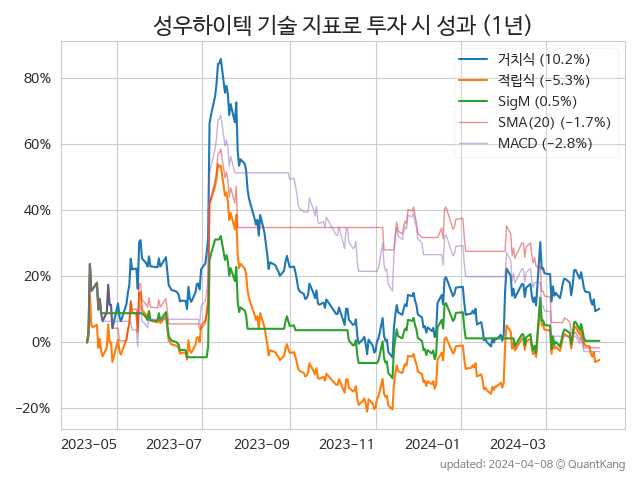 성우하이텍 기술 지표로 투자 시 성과 (1년)
거치식 (10.2%)
적립식 (−5.3%)
SigM (0.5%)
SMA(20) (−1.7%)
MACD (−2.8%)
80%
60%
40%
20%
0%
−20%
2023-05 2023-07 2023-09 2023-11 2024-01 2024-03
updated: 2024-04-08 © QuantKang